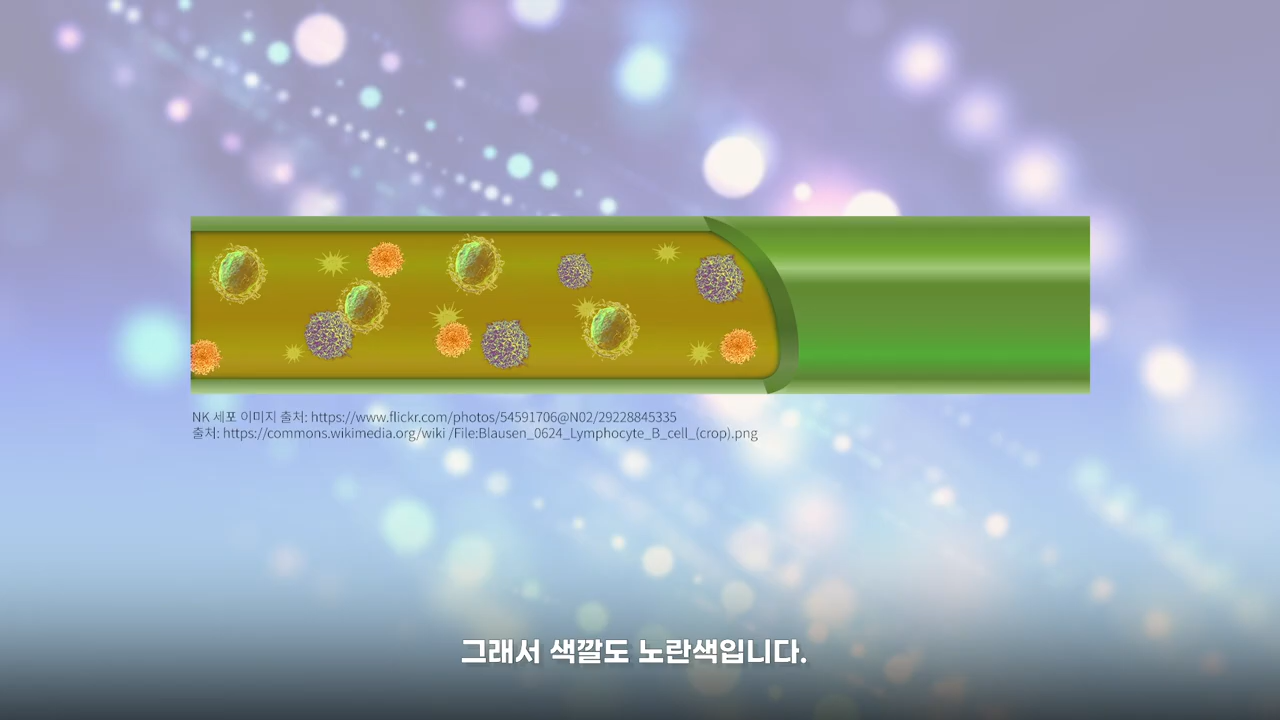 NK 세포 이미지 출처: https://www.flickr.com/photos/54591706@N02/29228845335
출처: https://commons.wikimedia.org/wiki /File:Blausen_0624_Lymphocyte_B_cell_(crop).png
그래서 색깔도 노란색입니다.